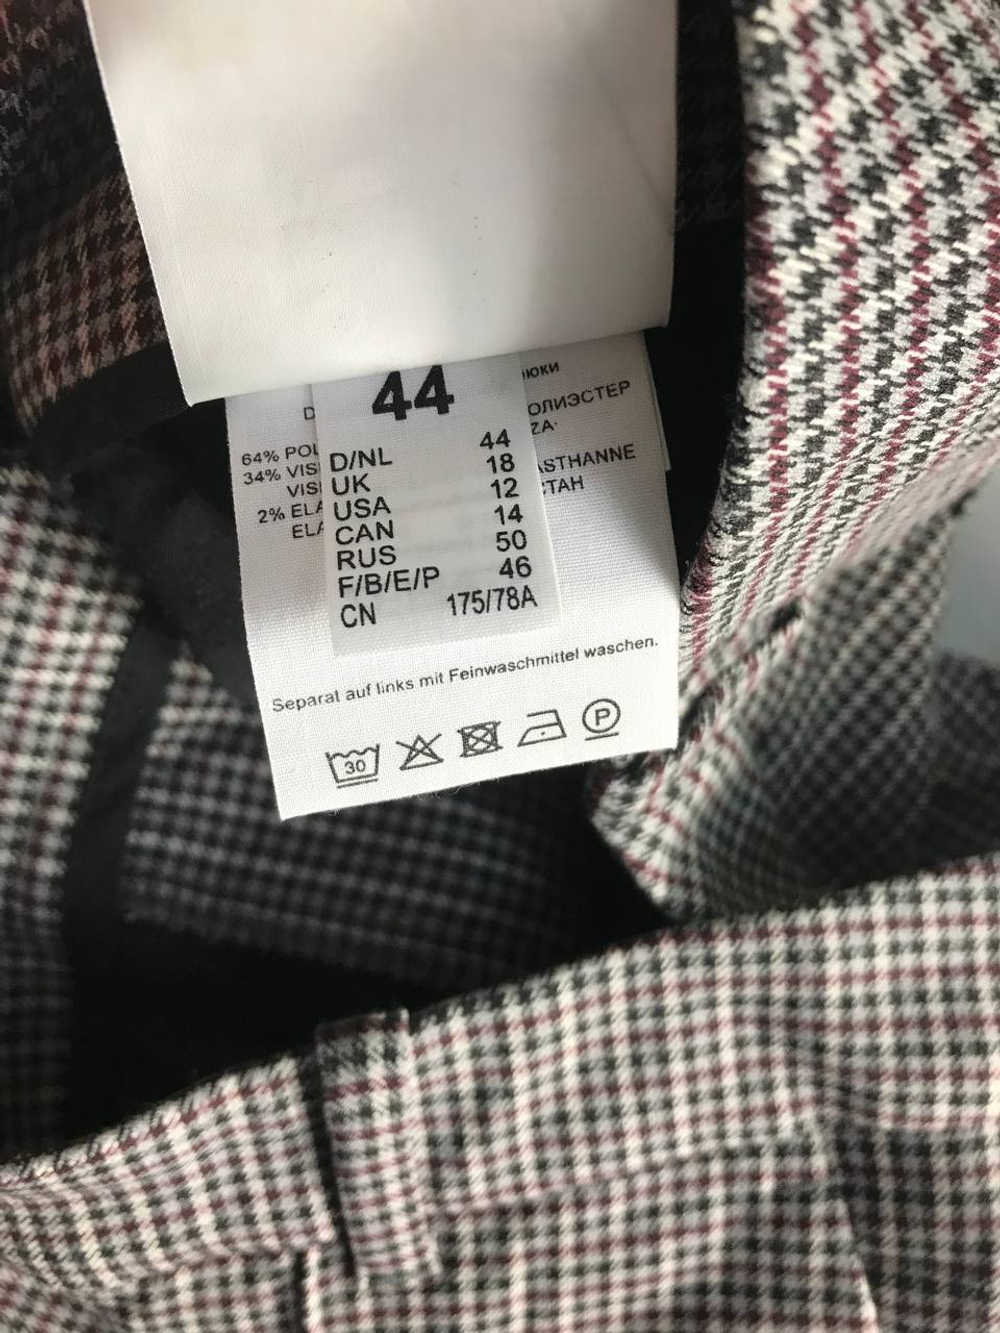 44
D/NL 44
UK 18
USA 12
CAN 14
RUS 50
F/B/E/P 46
CN 175/78A
64% POL
34% VIS
VIS
2% ELA
ELA
ЮКИ
ОЛИЭСТЕР
ZA
ASTHANNE
СТАН
Separat auf links mit Feinwaschmittel waschen.
30
P